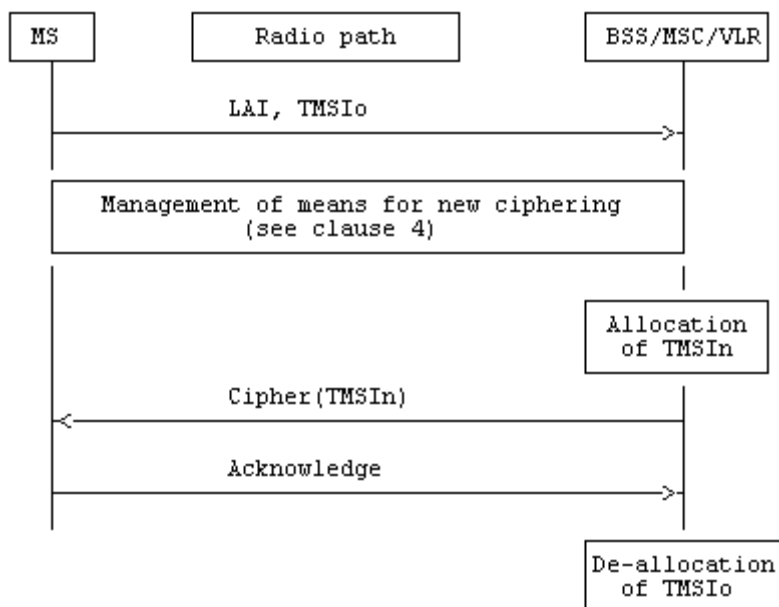 MS
Radio path
BSS/MSC/VLR
LAI, TMSIo
Management of means for new ciphering
(see clause 4)
Allocation
of TMSIn
Cipher(TMSIn)
Acknowledge
De-allocation
of TMSIo